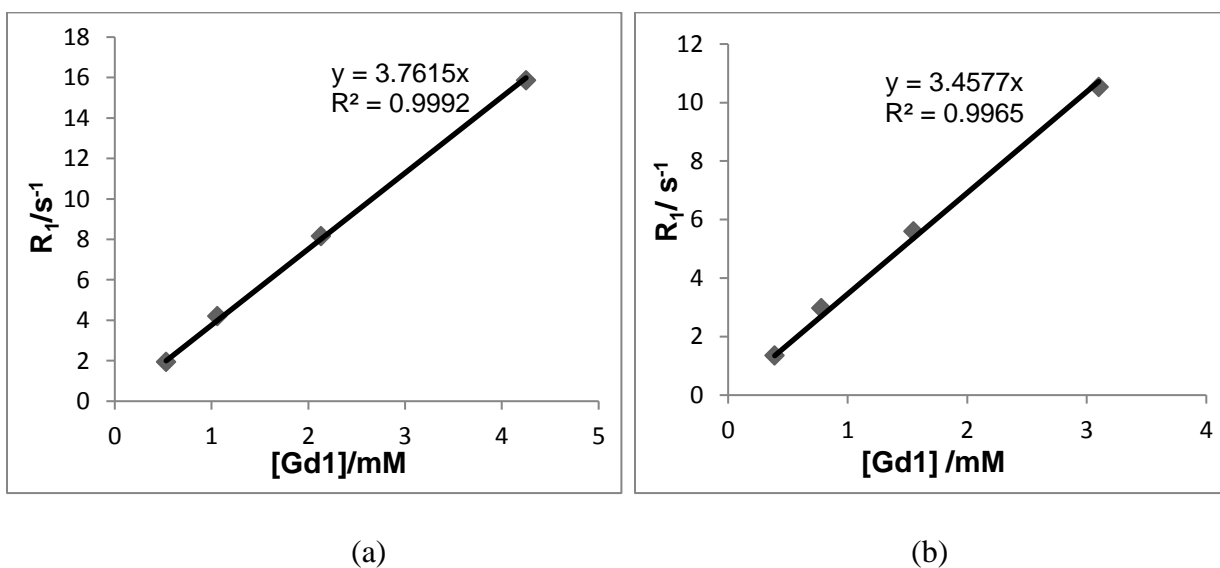 18
16
14
12
10
8
6
4
2
0
y = 3.7615x
R² = 0.9992
R₁/s⁻¹
0 1 2 3 4 5
[Gd1]/mM
12
10
8
6
4
2
0
y = 3.4577x
R² = 0.9965
R₁/ s⁻¹
0 1 2 3 4
[Gd1] /mM
(a) (b)